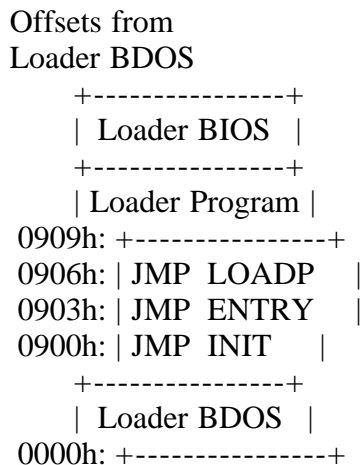 Offsets from
Loader BDOS
+----------------+
| Loader BIOS |
+----------------+
| Loader Program |
0909h: +----------------+
0906h: | JMP LOADP |
0903h: | JMP ENTRY |
0900h: | JMP INIT |
+----------------+
| Loader BDOS |
0000h: +----------------+